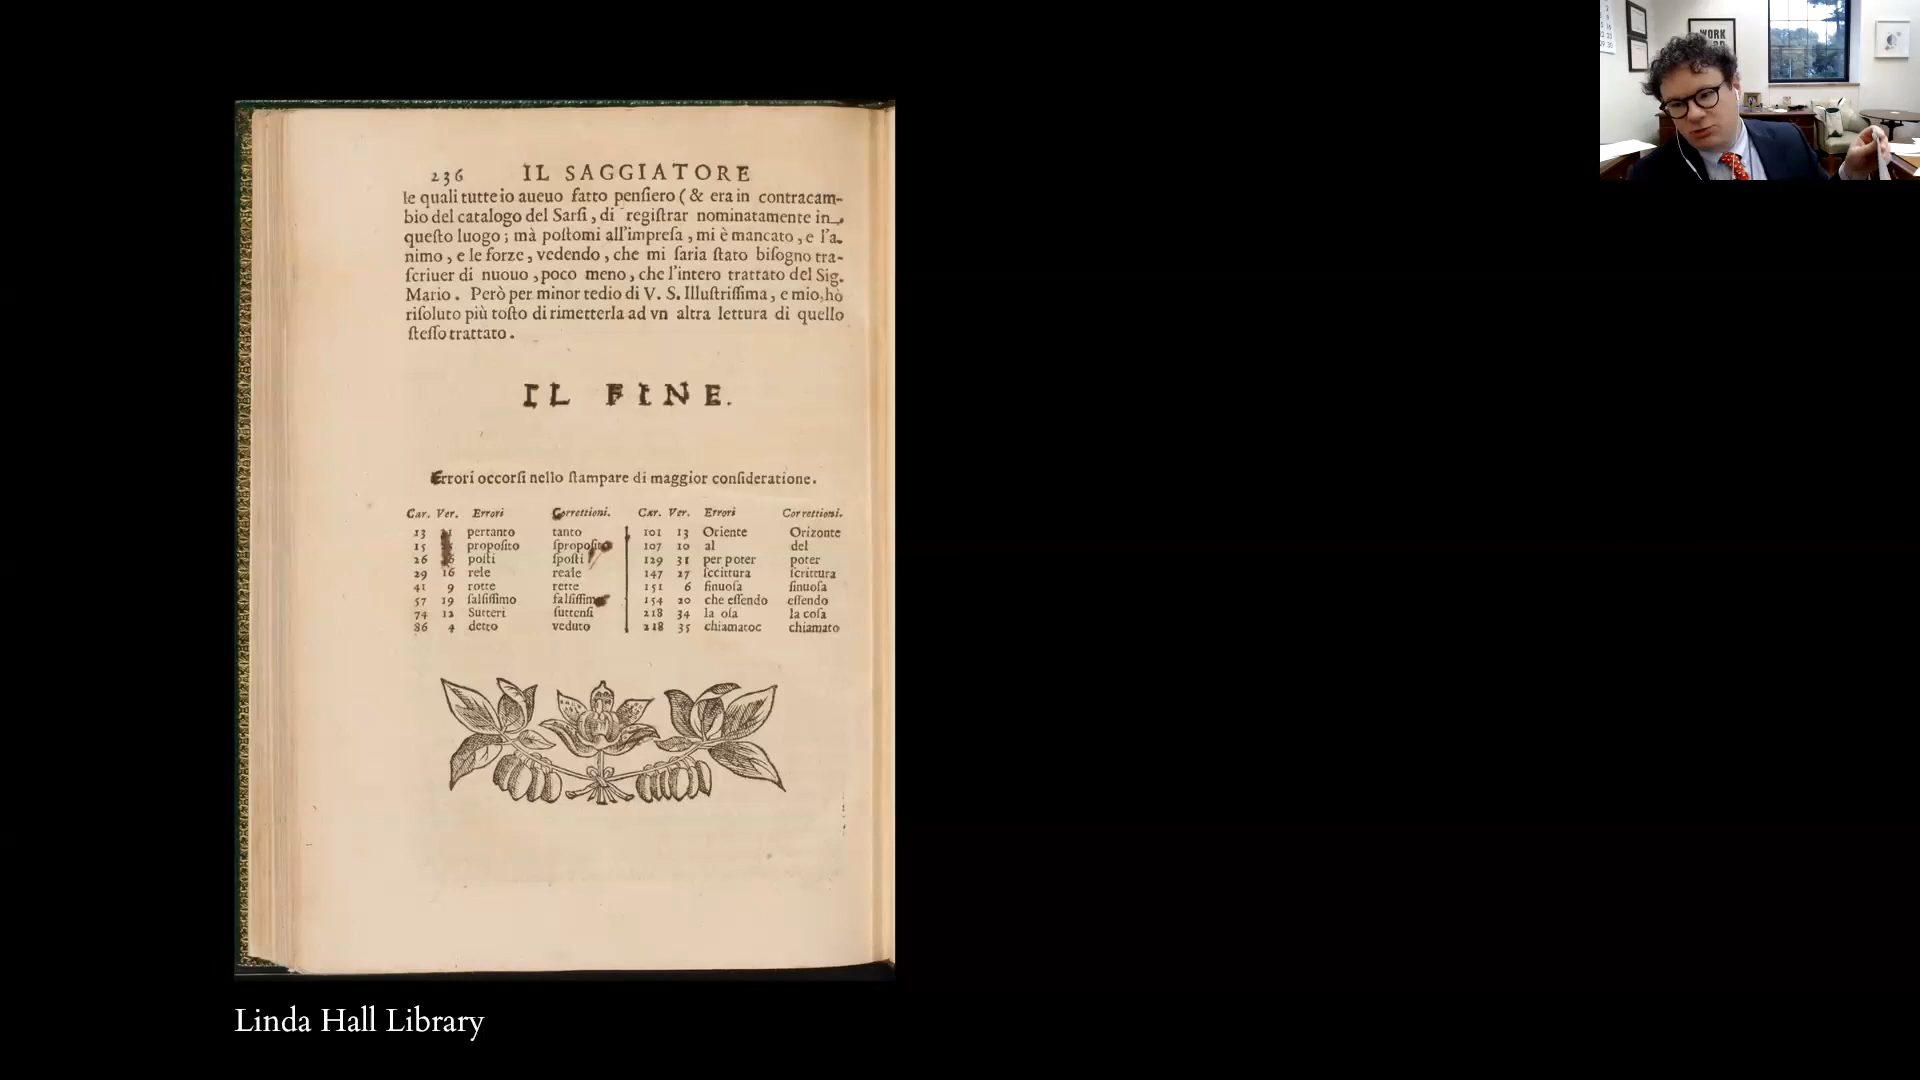 236 IL SAGGIATORE
le quali tutte io aueuo fatto penſiero (& era in contracam-
bio del catalogo del Sarſi, di regiſtrar nominatamente in
queſto luogo; mà poſtomi all'impreſa, mi è mancato, e l'a-
nimo, e le forze, vedendo, che mi ſaria ſtato biſogno tra-
ſcriuer di nuouo, poco meno, che l'intero trattato del Sig.
Mario. Però per minor tedio di V. S. Illuſtriſſima, e mio, hò
riſoluto più toſto di rimetterla ad vn altra lettura di quello
ſteſſo trattato.
IL FINE.
Errori occorſi nello ſtampare di maggior conſideratione.
Car. Ver. Errori Correttioni. Car. Ver. Errori Correttioni.
13 pertanto tanto 101 13 Oriente Orizonte
15 propoſito ſpropoſito 107 10 al del
26 poſti ſpoſti 129 31 per poter poter
29 16 rele reale 147 27 ſccittura ſcrittura
41 9 rotte rette 151 6 ſinuoſa ſinuoſa
57 19 falſiſſimo falſiſſim 154 20 che eſſendo eſſendo
74 12 Sutteri ſuttenſi 218 34 la oſa la coſa
86 4 detto veduto 218 35 chiamatoc chiamato
Linda Hall Library
WORK